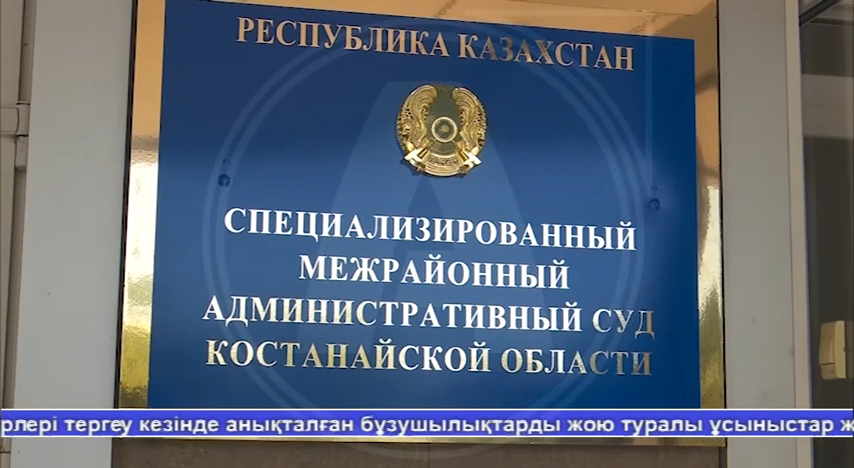 РЕСПУБЛИКА КАЗАХСТАН
СПЕЦИАЛИЗИРОВАННЫЙ
МЕЖРАЙОННЫЙ
АДМИНИСТРАТИВНЫЙ СУД
КОСТАНАЙСКОЙ ОБЛАСТИ
рлері тергеу кезінде анықталған бұзушылықтарды жою туралы ұсыныстар ж